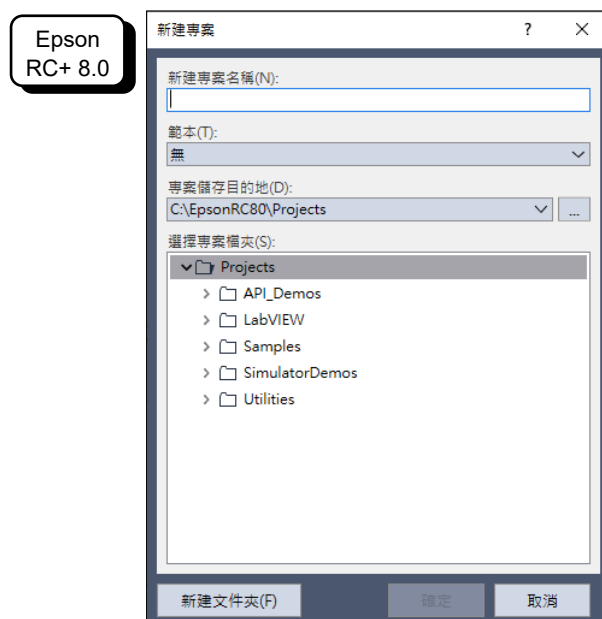 Epson
RC+ 8.0
新建專案
?
新建專案名稱(N):
範本(T):
無
專案儲存目的地(D):
C:\EpsonRC80\Projects
...
選擇專案檔夾(S):
Projects
API_Demos
LabVIEW
Samples
SimulatorDemos
Utilities
新建文件夾(F)
確定
取消